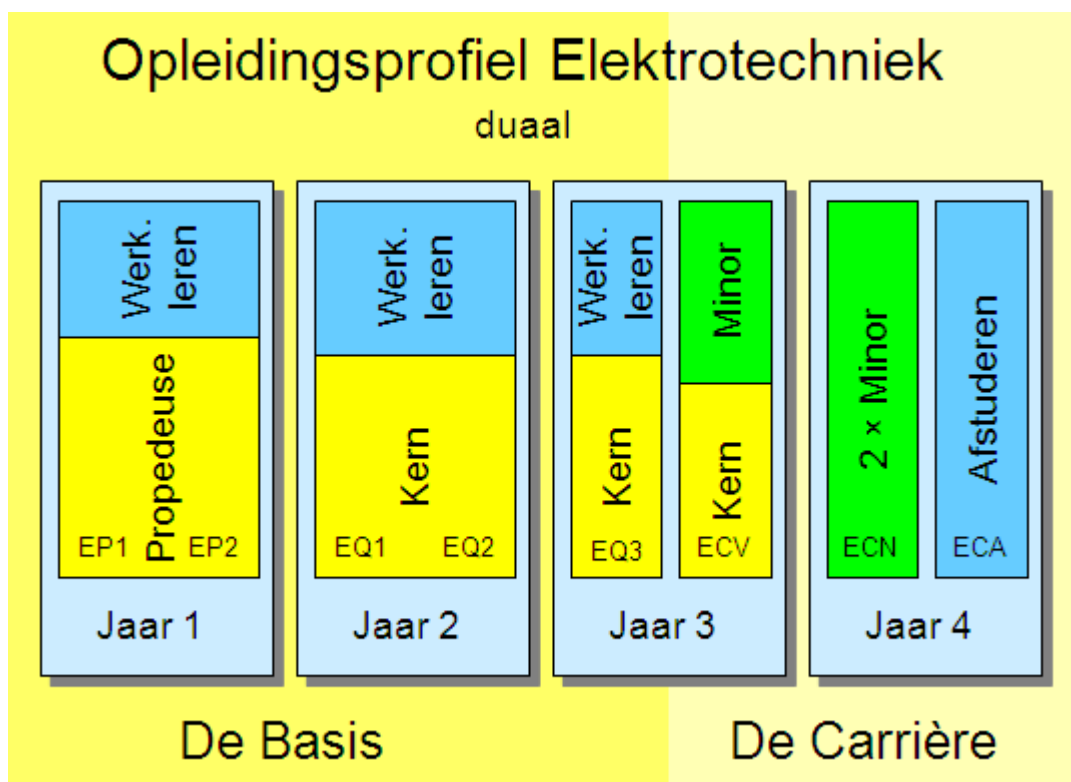 Opleidingsprofiel Elektrotechniek
duaal
Werk.
leren
Propedeuse
EP1
EP2
Jaar 1
Werk.
leren
Kern
EQ1
EQ2
Jaar 2
Werk.
leren
Kern
EQ3
Minor
Kern
ECV
Jaar 3
2 × Minor
ECN
Afstuderen
ECA
Jaar 4
De Basis
De Carrière